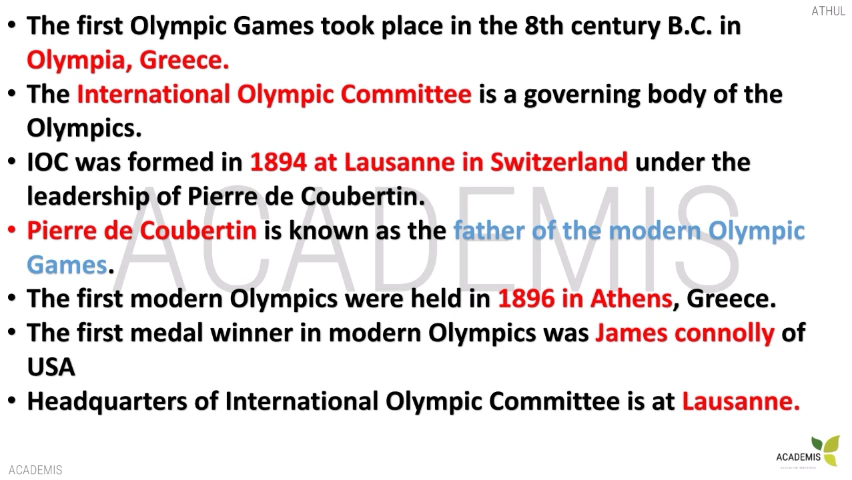 ATHUL
• The first Olympic Games took place in the 8th century B.C. in
Olympia, Greece.
• The International Olympic Committee is a governing body of the
Olympics.
• IOC was formed in 1894 at Lausanne in Switzerland under the
leadership of Pierre de Coubertin.
• Pierre de Coubertin is known as the father of the modern Olympic
Games.
• The first modern Olympics were held in 1896 in Athens, Greece.
• The first medal winner in modern Olympics was James connolly of
USA
• Headquarters of International Olympic Committee is at Lausanne.
ACADEMIS
ACADEMIS
ACADEMIS